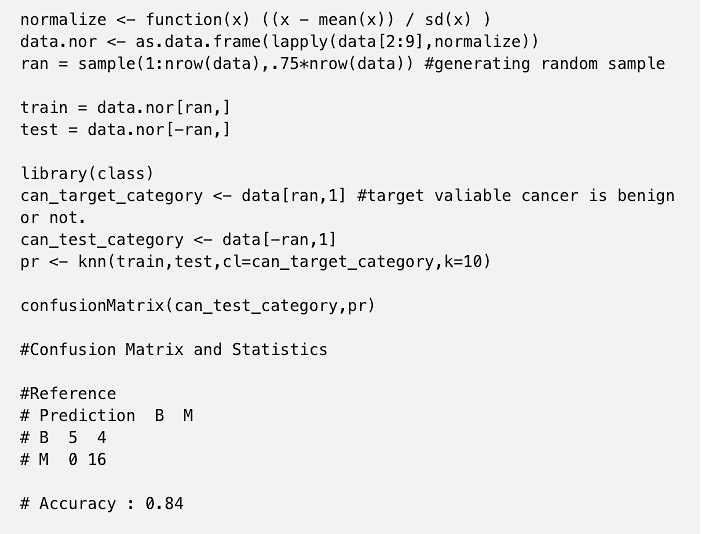 normalize <- function(x) ((x - mean(x)) / sd(x) )
data.nor <- as.data.frame(lapply(data[2:9],normalize))
ran = sample(1:nrow(data),.75*nrow(data)) #generating random sample
train = data.nor[ran,]
test = data.nor[-ran,]
library(class)
can_target_category <- data[ran,1] #target valiable cancer is benign
or not.
can_test_category <- data[-ran,1]
pr <- knn(train,test,cl=can_target_category,k=10)
confusionMatrix(can_test_category,pr)
#Confusion Matrix and Statistics
#Reference
# Prediction  B  M
# B  5  4
# M  0 16
# Accuracy : 0.84